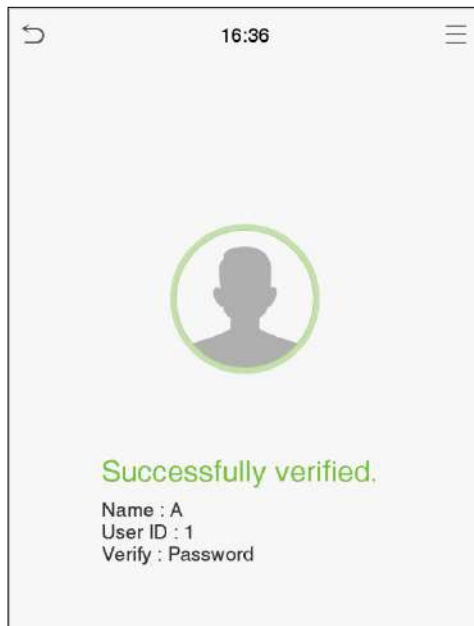 16:36
Successfully verified.
Name : A
User ID : 1
Verify : Password